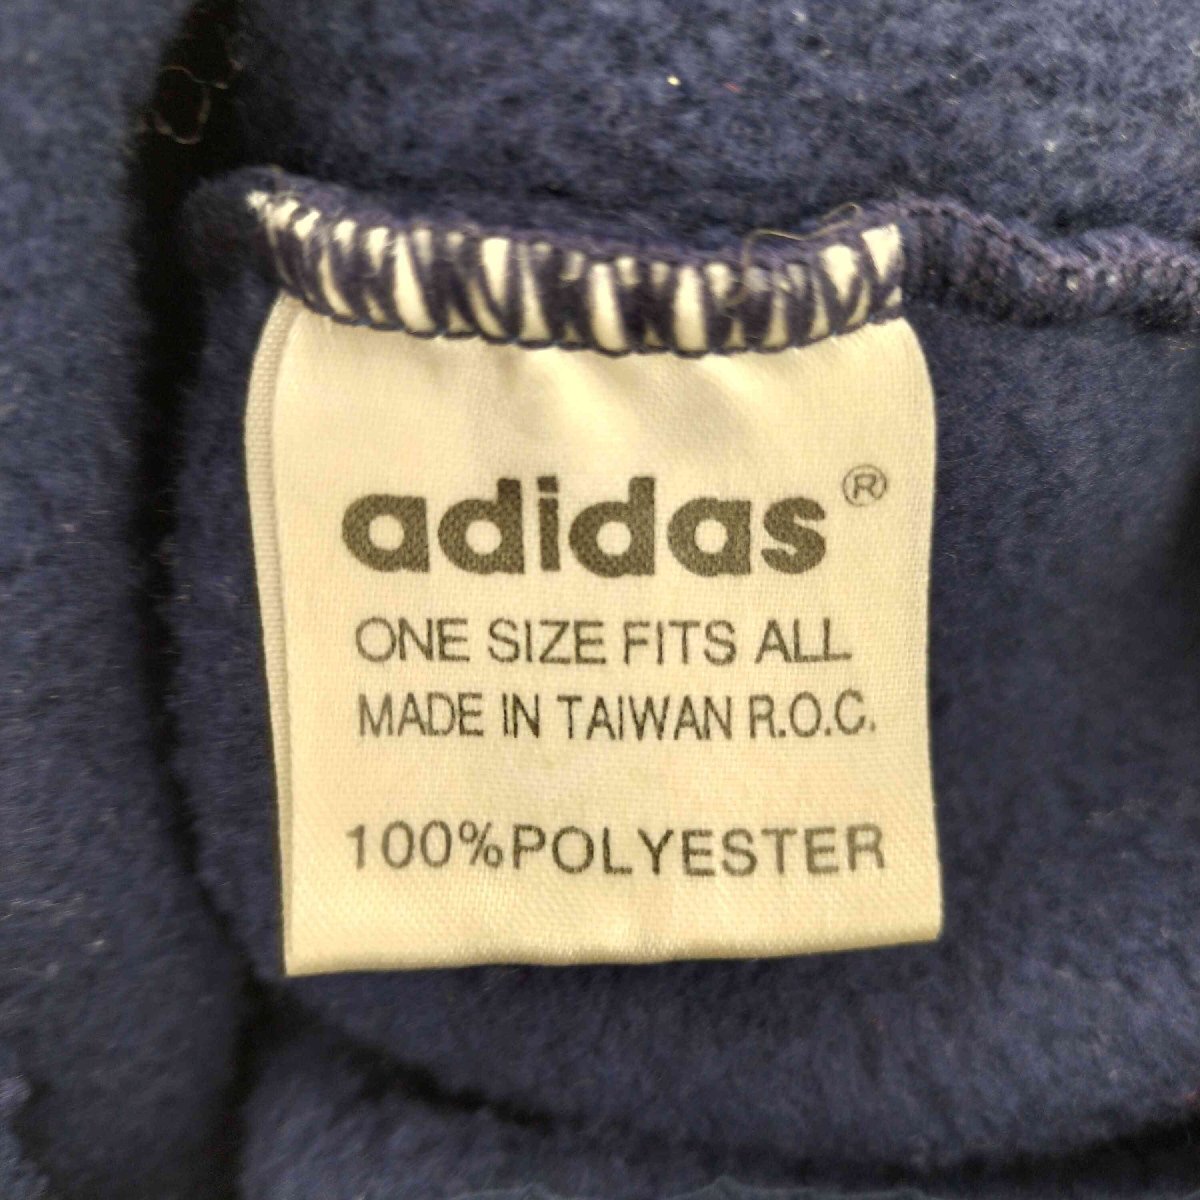 adidas®
ONE SIZE FITS ALL
MADE IN TAIWAN R.O.C.
100%POLYESTER